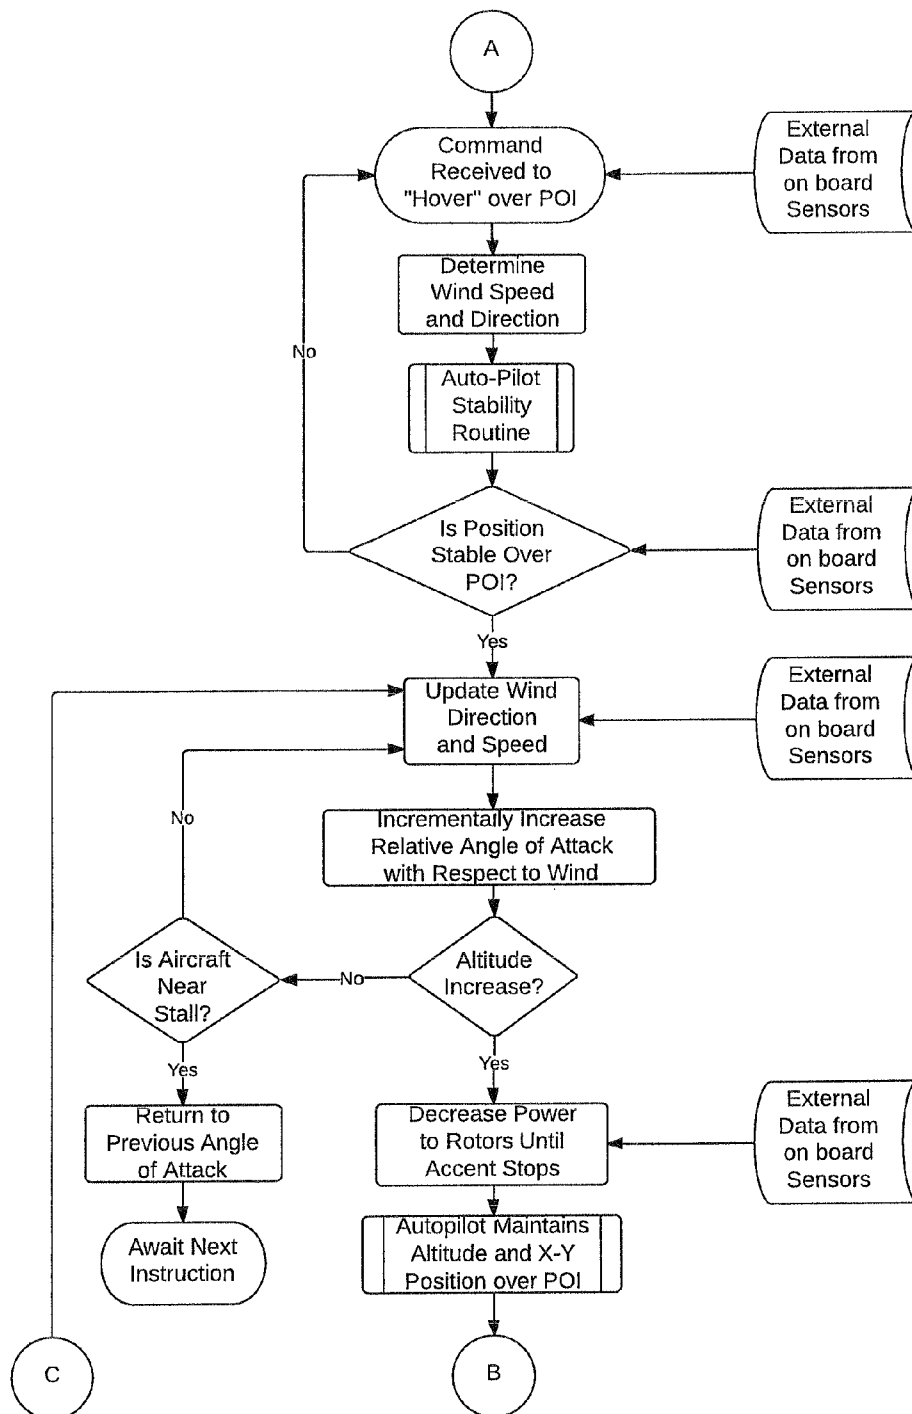 A
Command
Received to
"Hover" over POI
External
Data from
on board
Sensors
Determine
Wind Speed
and Direction
No
Auto-Pilot
Stability
Routine
Is Position
Stable Over
POI?
External
Data from
on board
Sensors
Yes
Update Wind
Direction
and Speed
External
Data from
on board
Sensors
No
Incrementally Increase
Relative Angle of Attack
with Respect to Wind
Is Aircraft
Near
Stall?
No
Altitude
Increase?
Yes
Yes
Return to
Previous Angle
of Attack
Decrease Power
to Rotors Until
Accent Stops
External
Data from
on board
Sensors
Await Next
Instruction
Autopilot Maintains
Altitude and X-Y
Position over POI
C
B